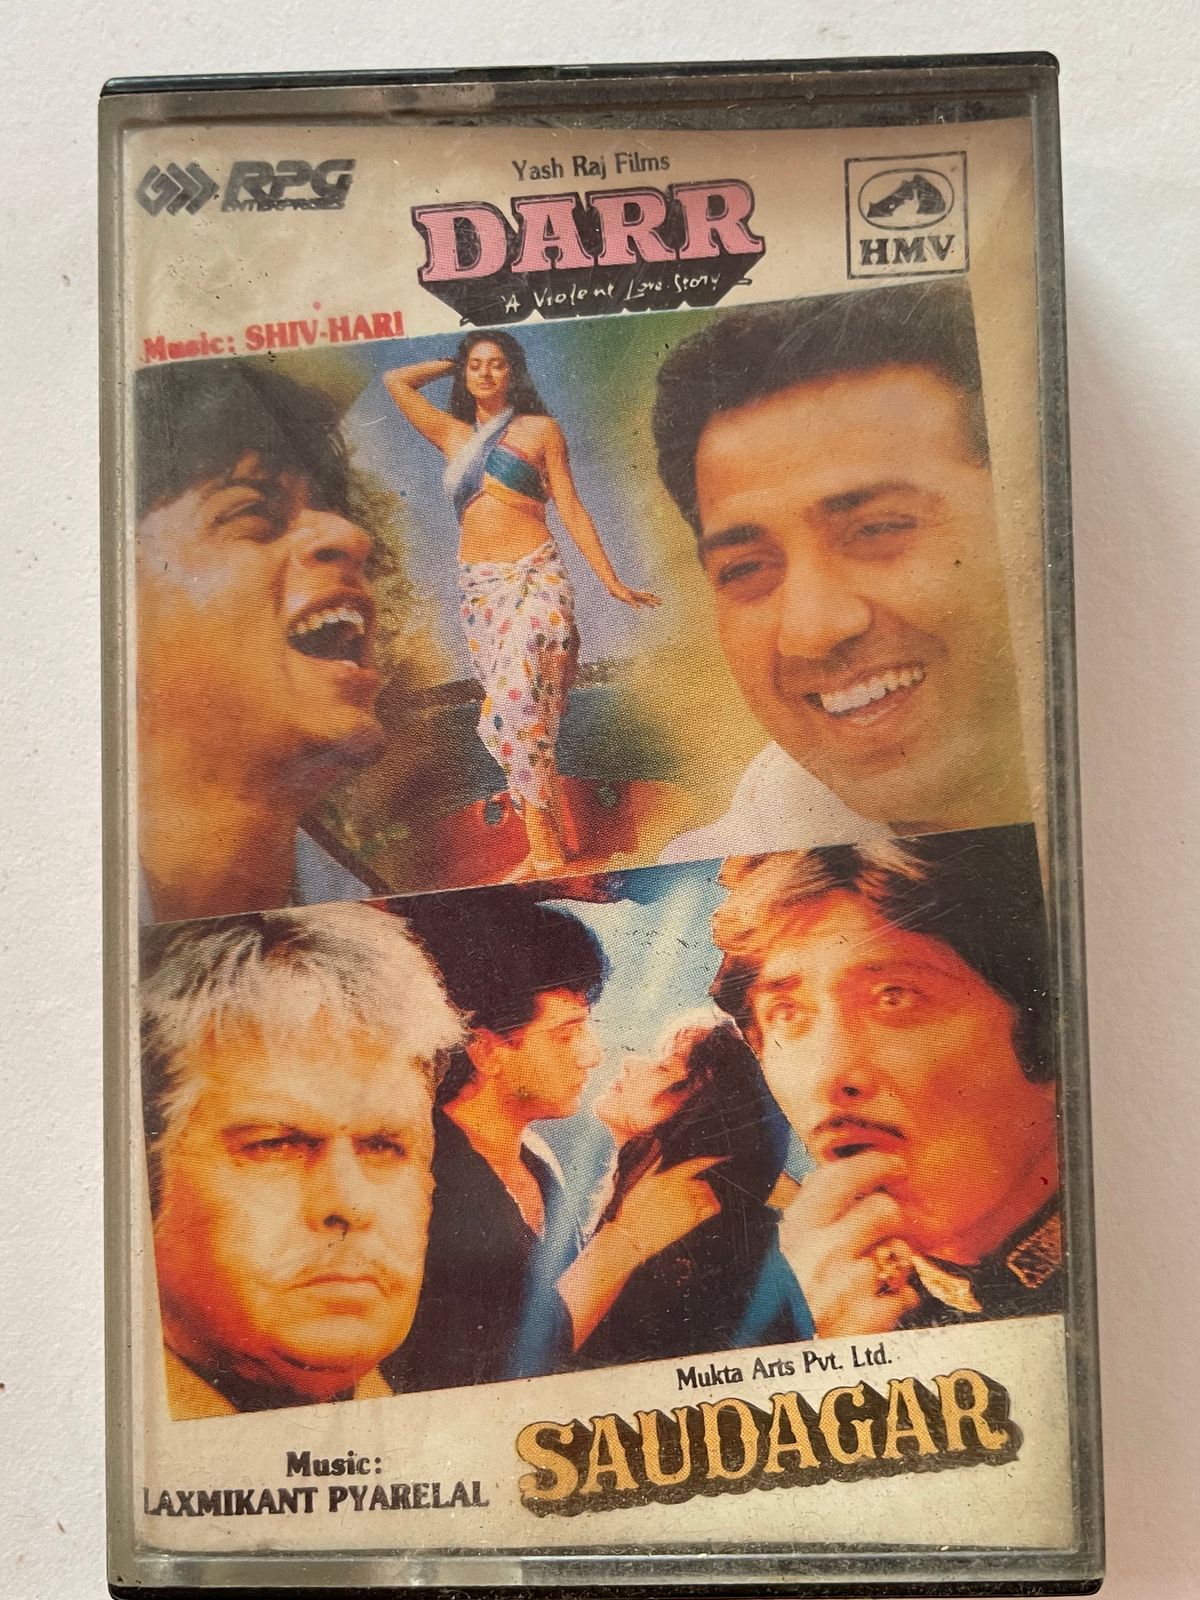 RPG
ENTERPRISES
Yash Raj Films
DARR
A Violent Love Story
HMV
Music: SHIV-HARI
Mukta Arts Pvt. Ltd.
SAUDAGAR
Music:
LAXMIKANT PYARELAL